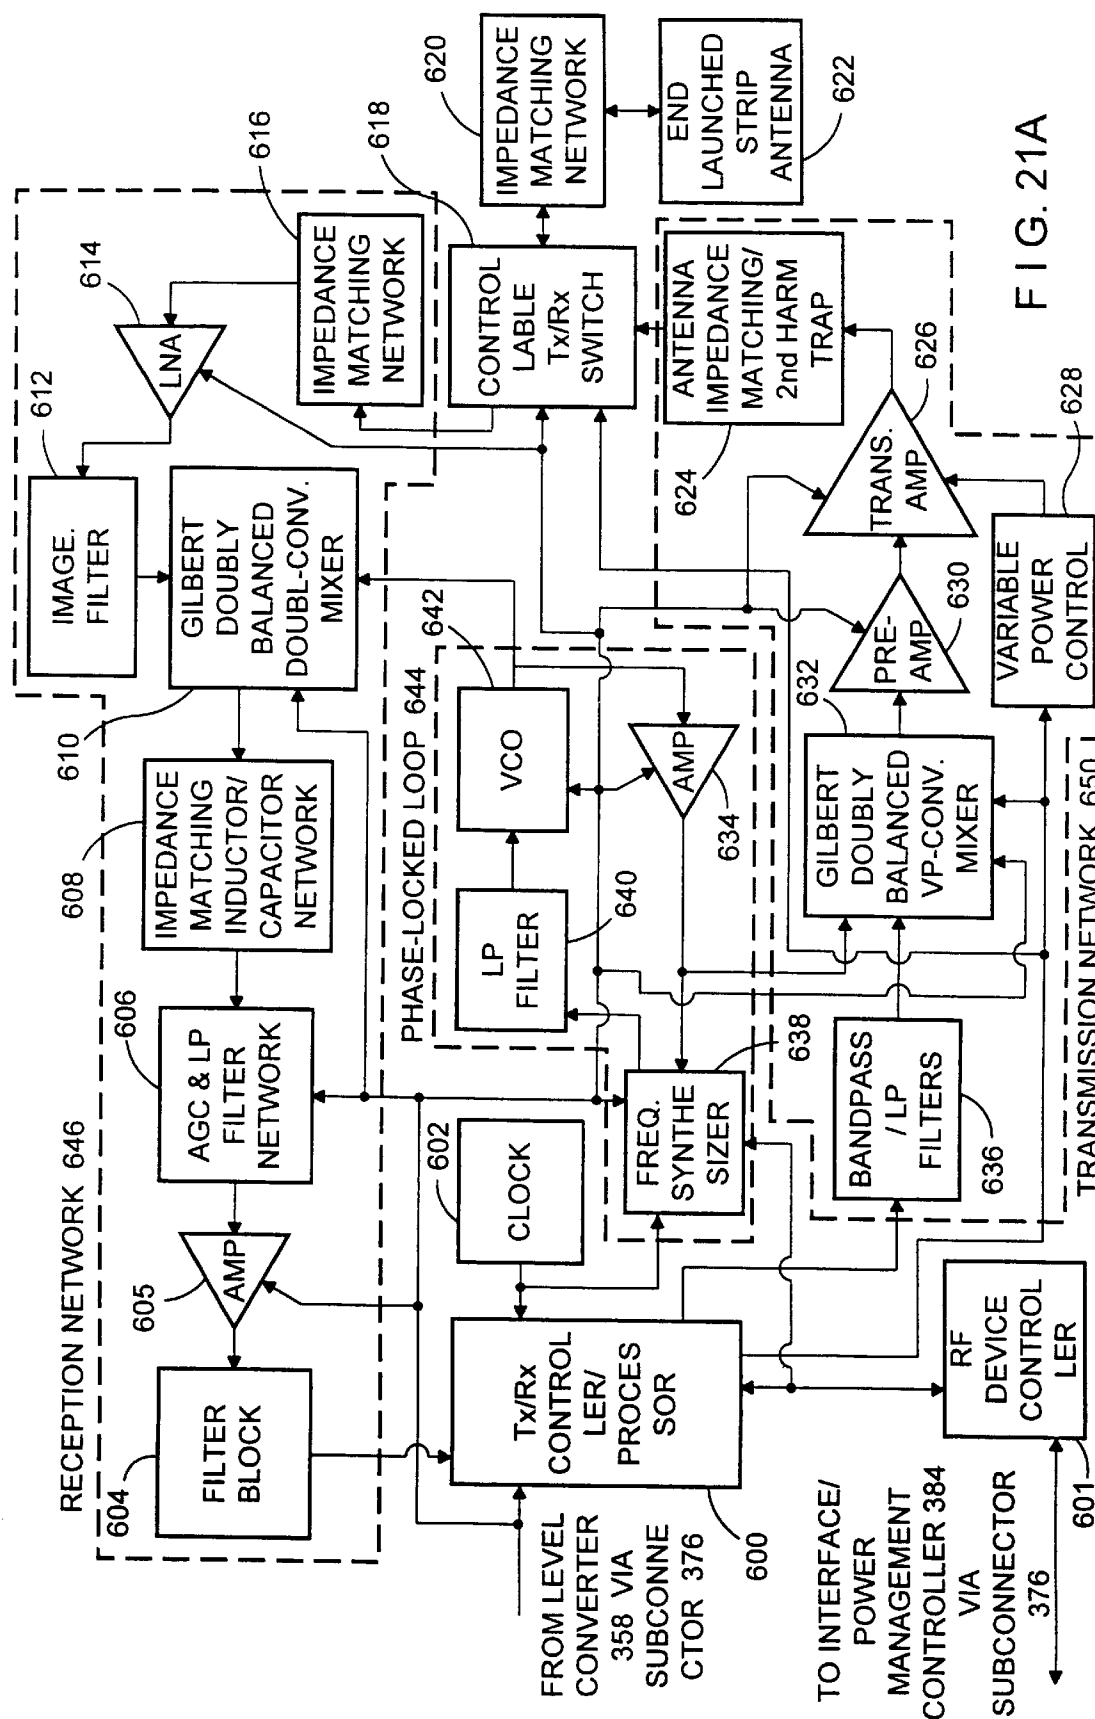 RECEPTION NETWORK 646
604
FILTER
BLOCK
605
AMP
606
AGC & LP
FILTER
NETWORK
608
IMPEDANCE
MATCHING
INDUCTOR/
CAPACITOR
NETWORK
610
GILBERT
DOUBLY
BALANCED
DOUBL-CONV.
MIXER
612
IMAGE.
FILTER
614
LNA
616
IMPEDANCE
MATCHING
NETWORK
618
CONTROL
LABLE
Tx/Rx
SWITCH
620
IMPEDANCE
MATCHING
NETWORK
END
LAUNCHED
STRIP
ANTENNA
622
PHASE-LOCKED LOOP 644
602
CLOCK
LP
FILTER
640
642
VCO
AMP
634
FREQ.
SYNTHE
SIZER
638
FROM LEVEL
CONVERTER
358 VIA
SUBCONNE
CTOR 376
Tx/Rx
CONTROL
LER/
PROCES
SOR
600
TO INTERFACE/
POWER
MANAGEMENT
CONTROLLER 384
VIA
SUBCONNECTOR
376
RF
DEVICE
CONTROL
LER
601
BANDPASS
/ LP
FILTERS
636
632
GILBERT
DOUBLY
BALANCED
VP-CONV.
MIXER
PRE-
AMP
630
TRANS.
AMP
626
624
ANTENNA
IMPEDANCE
MATCHING/
2nd HARM
TRAP
VARIABLE
POWER
CONTROL
628
TRANSMISSION NETWORK 650
FIG. 21A